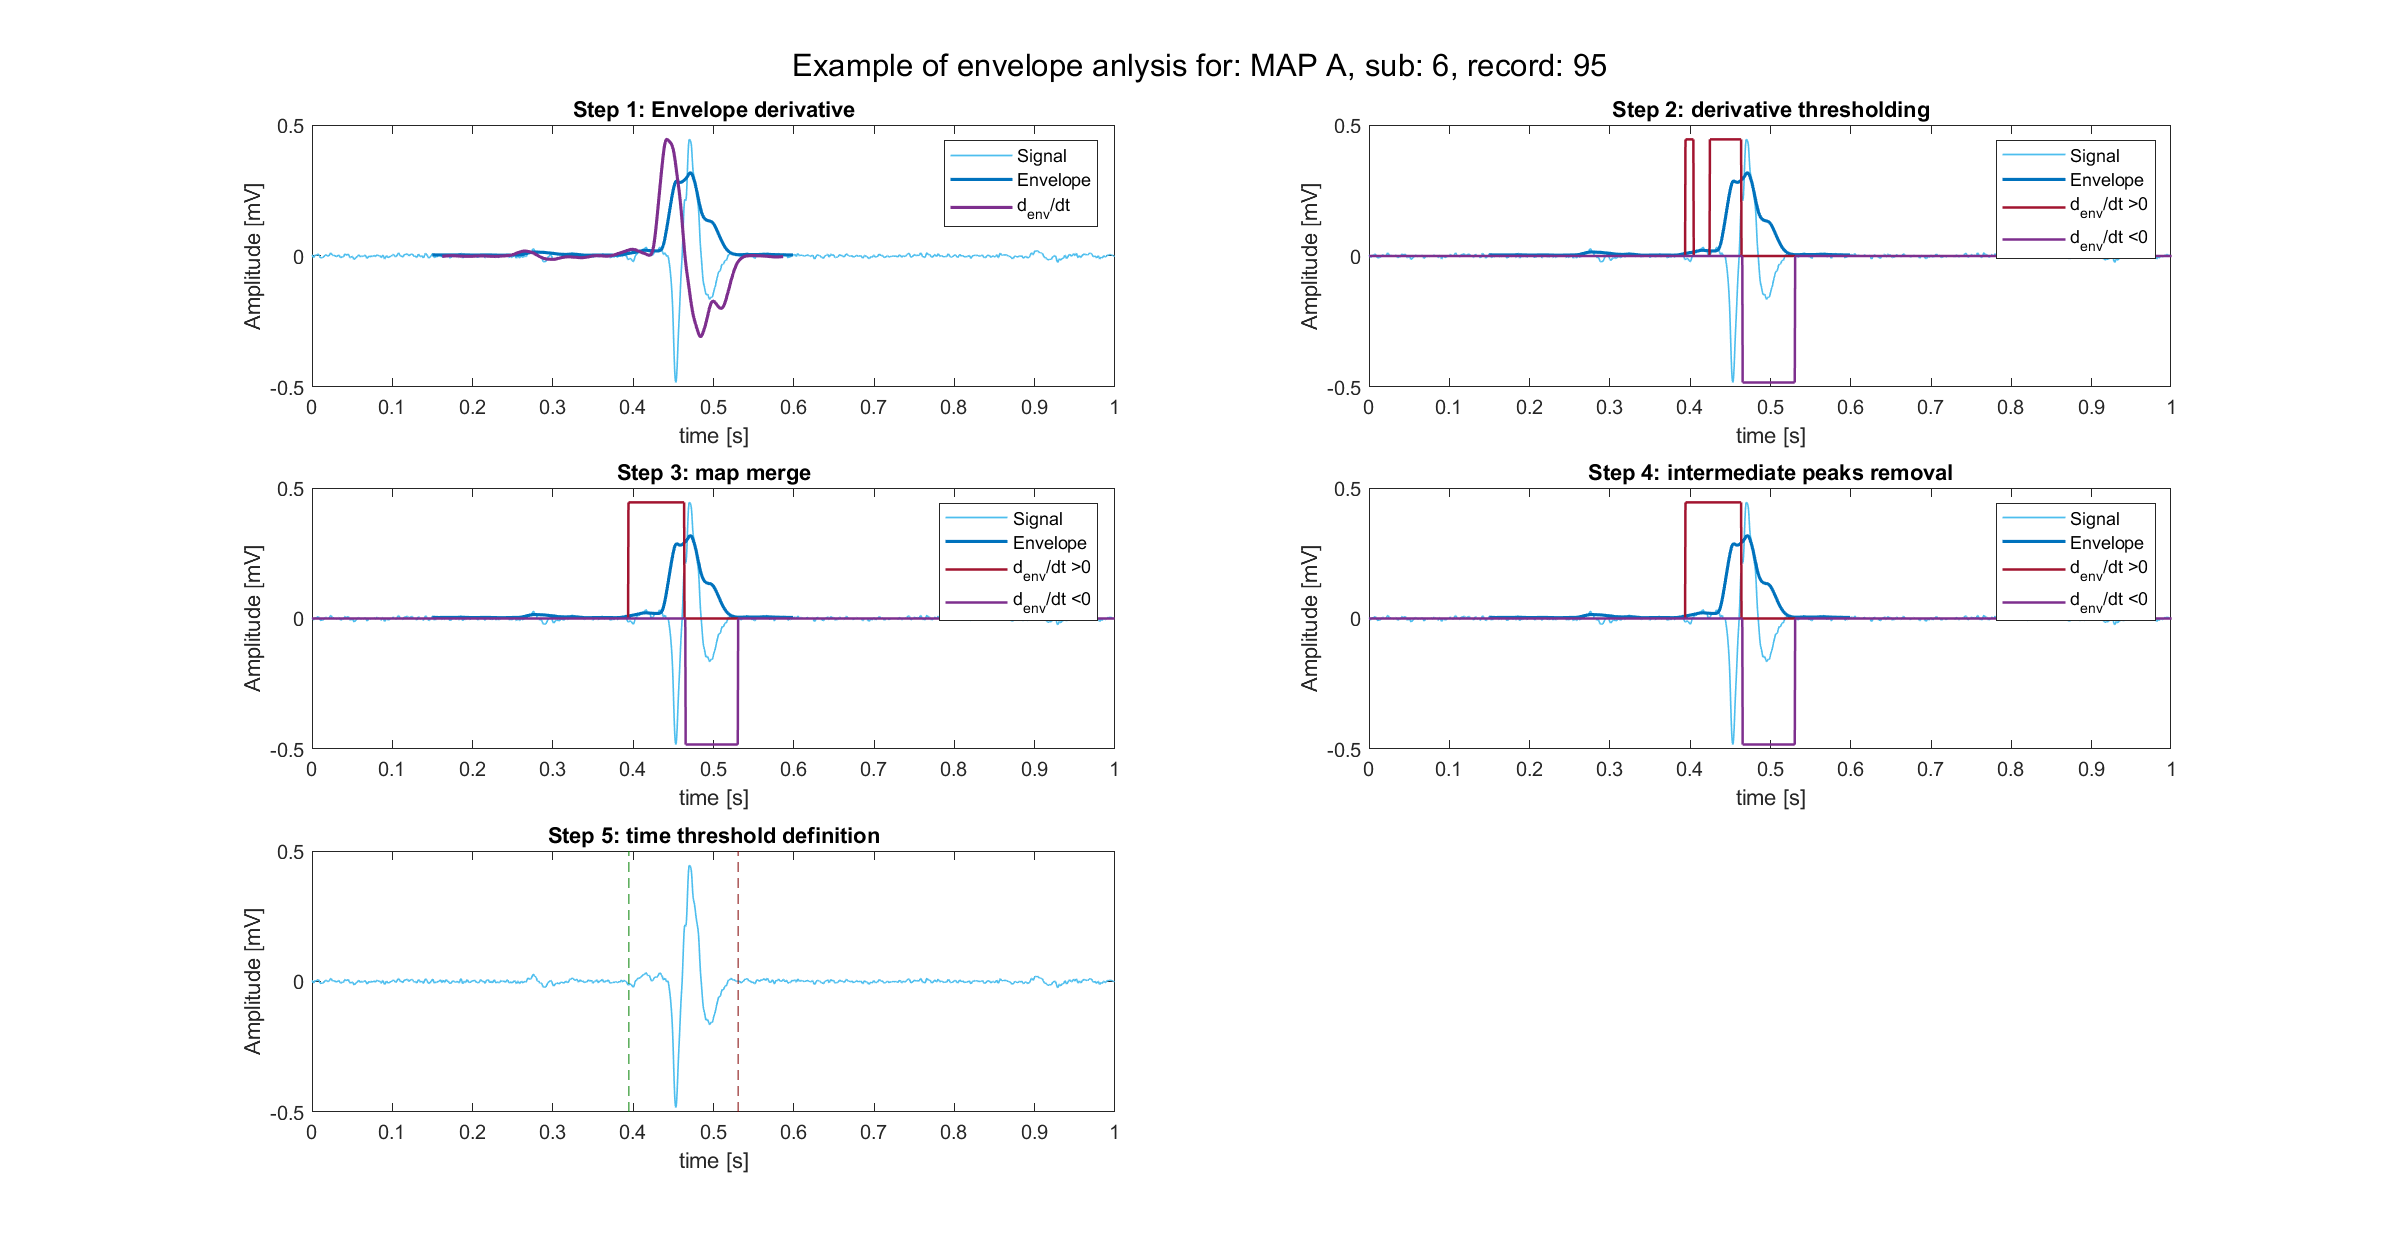 Example of envelope anlysis for: MAP A, sub: 6, record: 95
Step 1: Envelope derivative
0.5
0
-0.5
Amplitude [mV]
0 0.1 0.2 0.3 0.4 0.5 0.6 0.7 0.8 0.9 1
time [s]
Signal
Envelope
d_env/dt
Step 2: derivative thresholding
0.5
0
-0.5
Amplitude [mV]
0 0.1 0.2 0.3 0.4 0.5 0.6 0.7 0.8 0.9 1
time [s]
Signal
Envelope
d_env/dt >0
d_env/dt <0
Step 3: map merge
0.5
0
-0.5
Amplitude [mV]
0 0.1 0.2 0.3 0.4 0.5 0.6 0.7 0.8 0.9 1
time [s]
Signal
Envelope
d_env/dt >0
d_env/dt <0
Step 4: intermediate peaks removal
0.5
0
-0.5
Amplitude [mV]
0 0.1 0.2 0.3 0.4 0.5 0.6 0.7 0.8 0.9 1
time [s]
Signal
Envelope
d_env/dt >0
d_env/dt <0
Step 5: time threshold definition
0.5
0
-0.5
Amplitude [mV]
0 0.1 0.2 0.3 0.4 0.5 0.6 0.7 0.8 0.9 1
time [s]